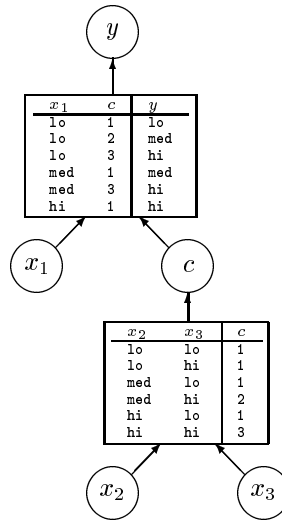 y
x1 c y
lo 1 lo
lo 2 med
lo 3 hi
med 1 med
med 3 hi
hi 1 hi
x1 c
x2 x3 c
lo lo 1
lo hi 1
med lo 1
med hi 2
hi lo 1
hi hi 3
x2 x3